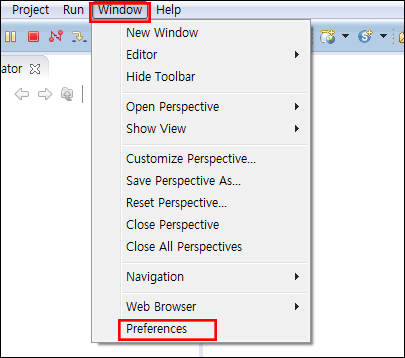 Project Run Window Help
ator
New Window
Editor
Hide Toolbar
Open Perspective
Show View
Customize Perspective...
Save Perspective As...
Reset Perspective...
Close Perspective
Close All Perspectives
Navigation
Web Browser
Preferences